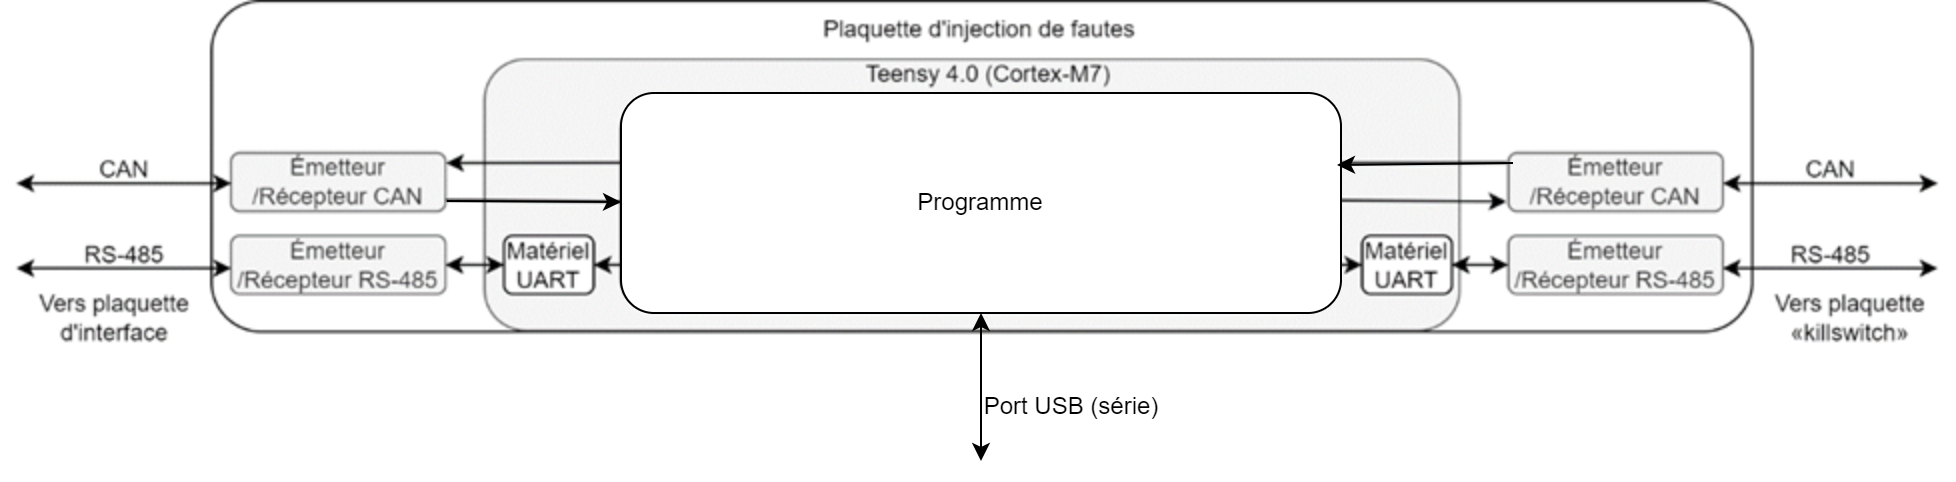 Plaquette d'injection de fautes
Teensy 4.0 (Cortex-M7)
CAN
Émetteur
/Récepteur CAN
RS-485
Émetteur
/Récepteur RS-485
Matériel
UART
Vers plaquette
d'interface
Programme
Émetteur
/Récepteur CAN
CAN
Matériel
UART
Émetteur
/Récepteur RS-485
RS-485
Vers plaquette
«killswitch»
Port USB (série)